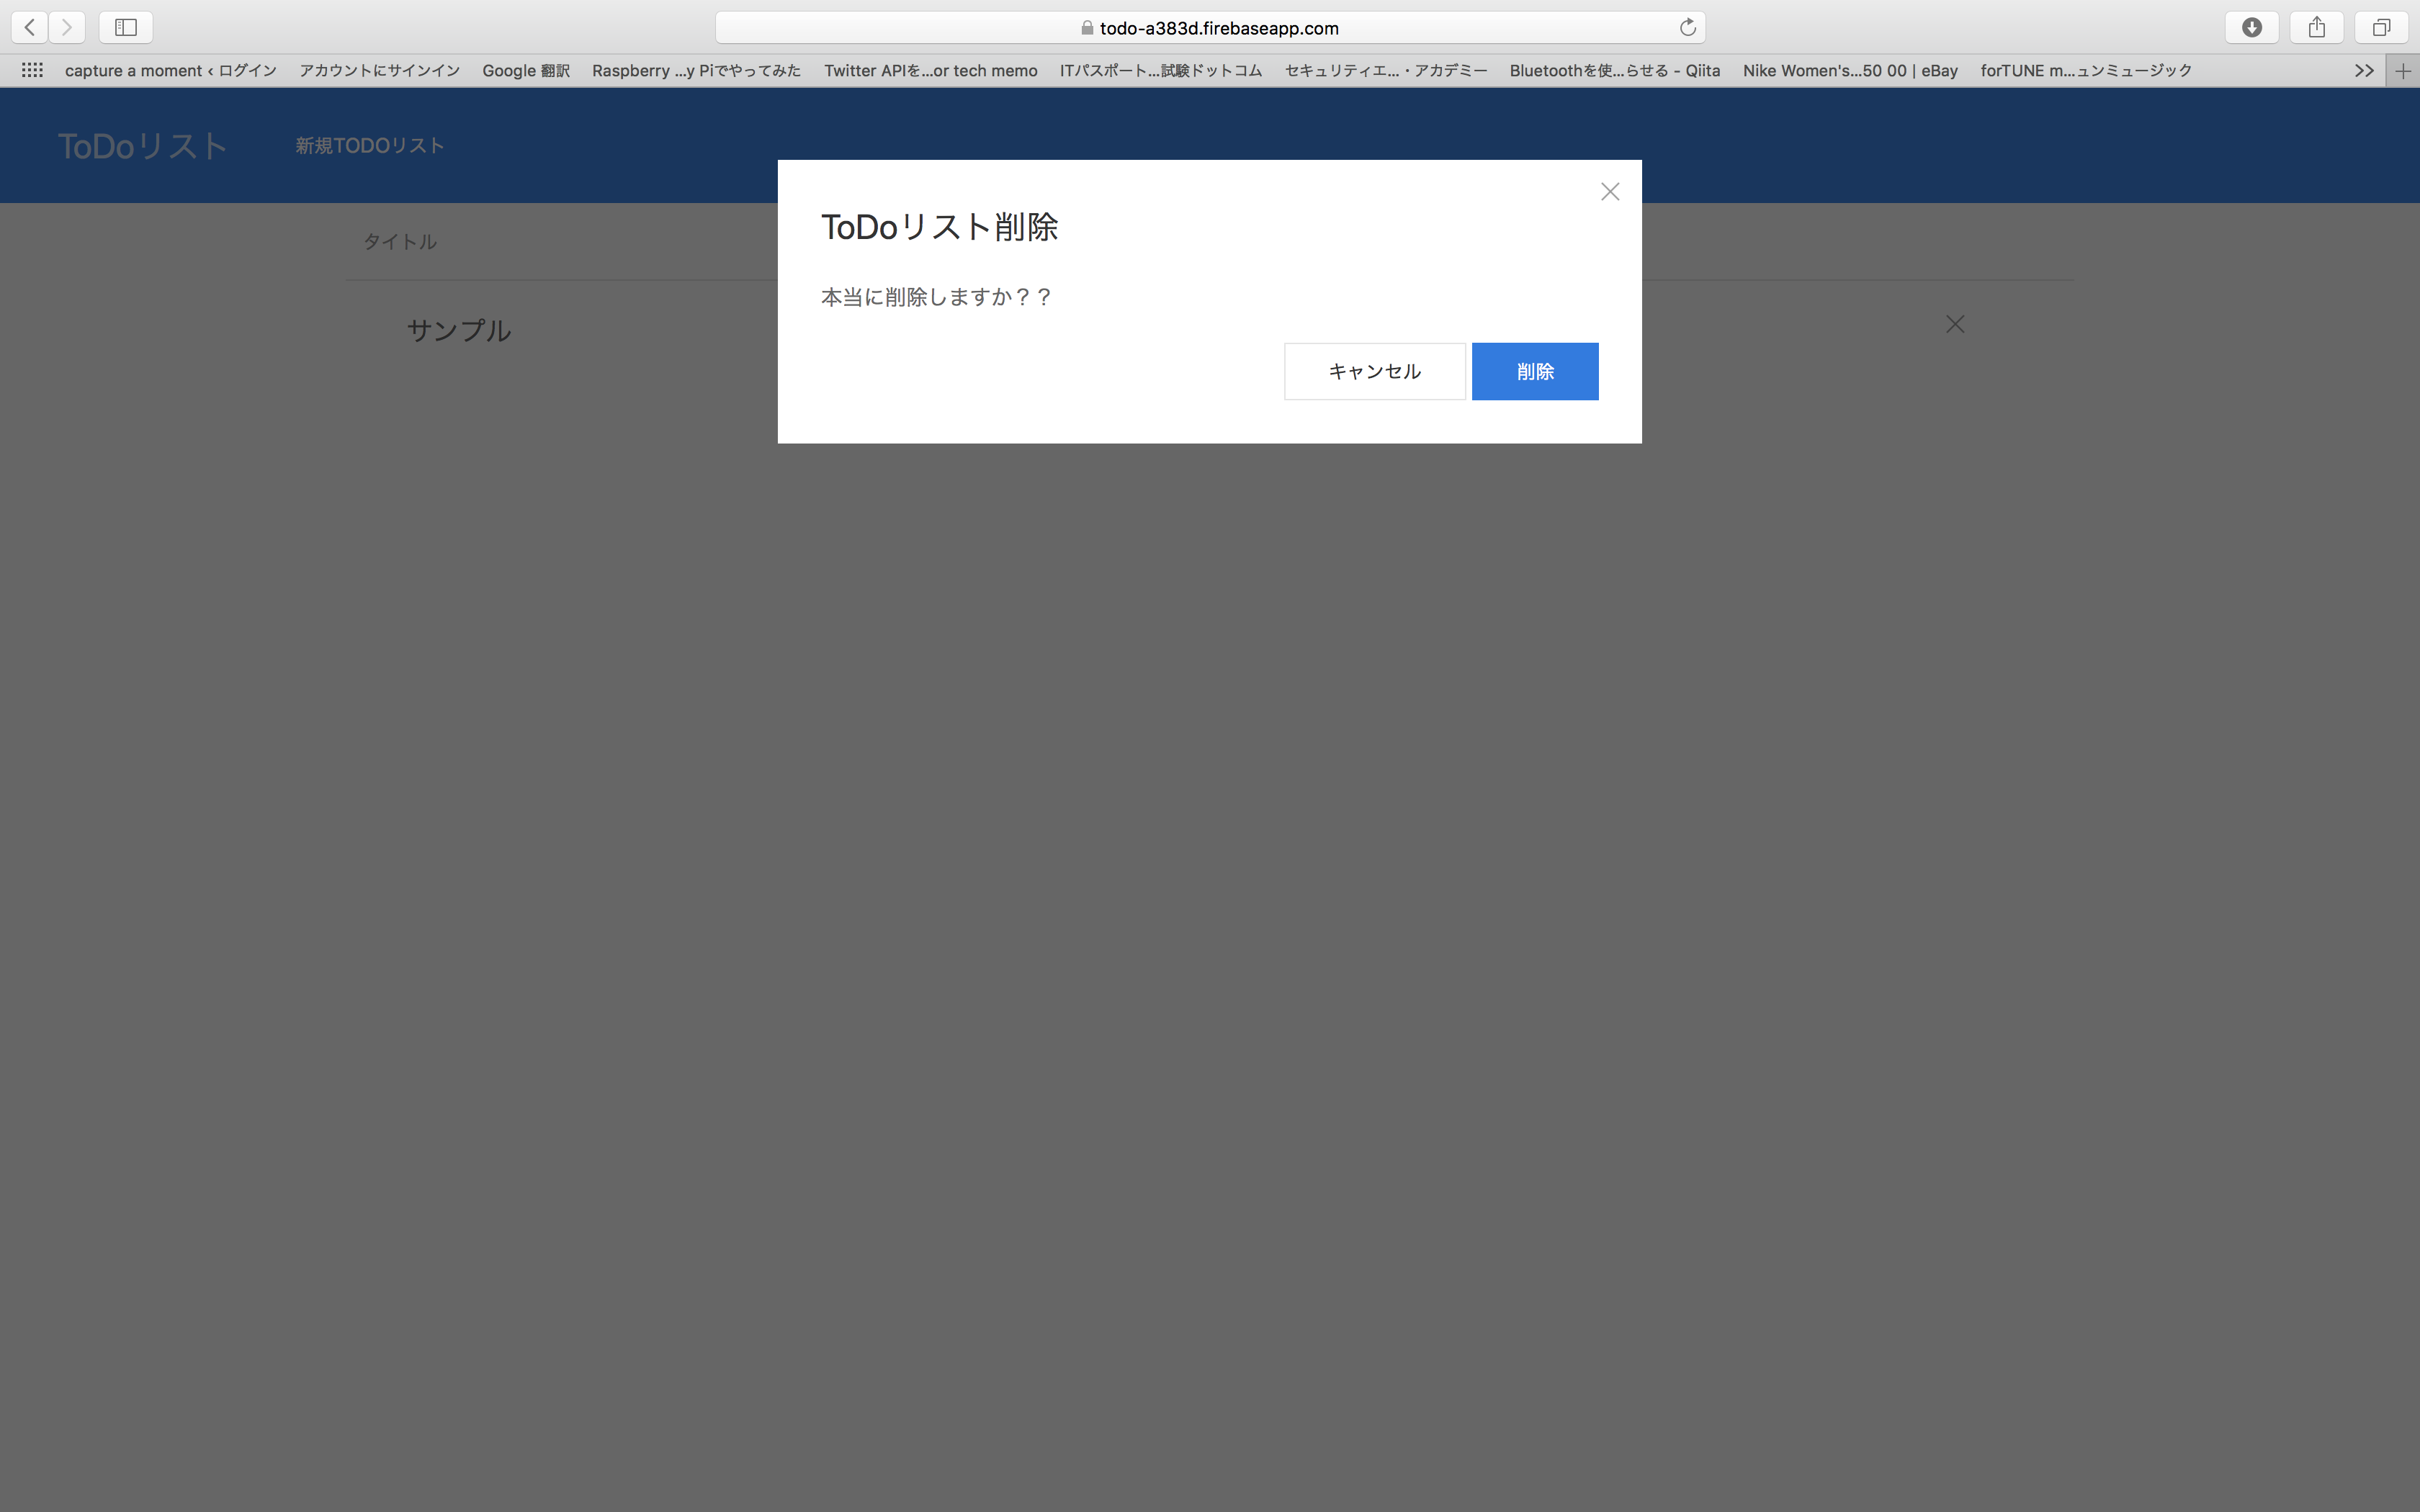 todo-a383d.firebaseapp.com
capture a moment ‹ ログイン アカウントにサインイン Google 翻訳 Raspberry ...y Piでやってみた Twitter APIを...or tech memo ITパスポート...試験ドットコム セキュリティエ...・アカデミー Bluetoothを使...らせる - Qiita Nike Women's...50 00 | eBay forTUNE m...ュンミュージック
ToDoリスト 新規TODOリスト
ToDoリスト削除
タイトル
本当に削除しますか？？
サンプル
キャンセル 削除